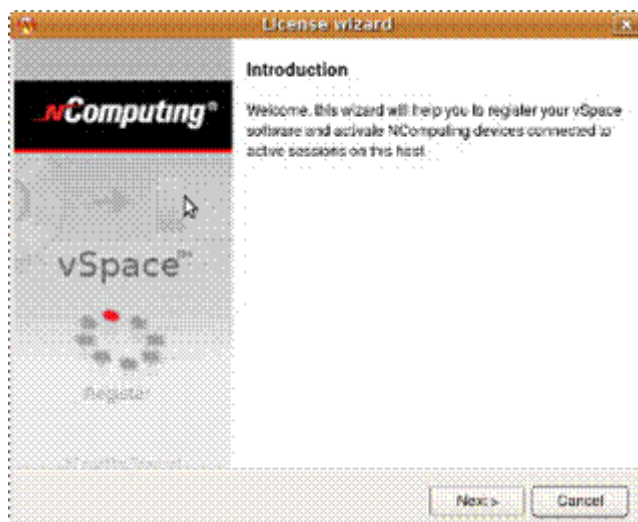 License wizard
NComputing®
Introduction
Welcome, this wizard will help you to register your vSpace
software and activate NComputing devices connected to
active sessions on this host.
vSpace™
Register
Next >
Cancel